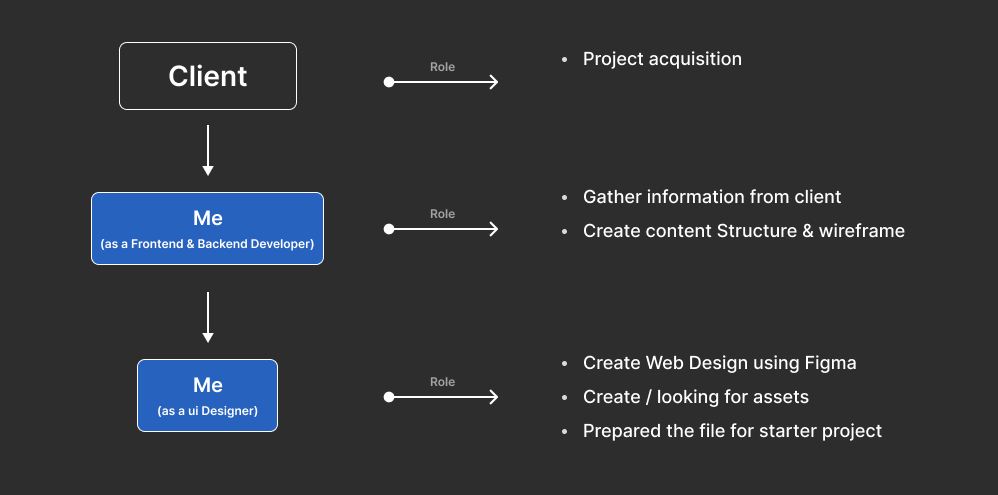 Client
Role
• Project acquisition
Me
(as a Frontend & Backend Developer)
Role
• Gather information from client
• Create content Structure & wireframe
Me
(as a ui Designer)
Role
• Create Web Design using Figma
• Create / looking for assets
• Prepared the file for starter project